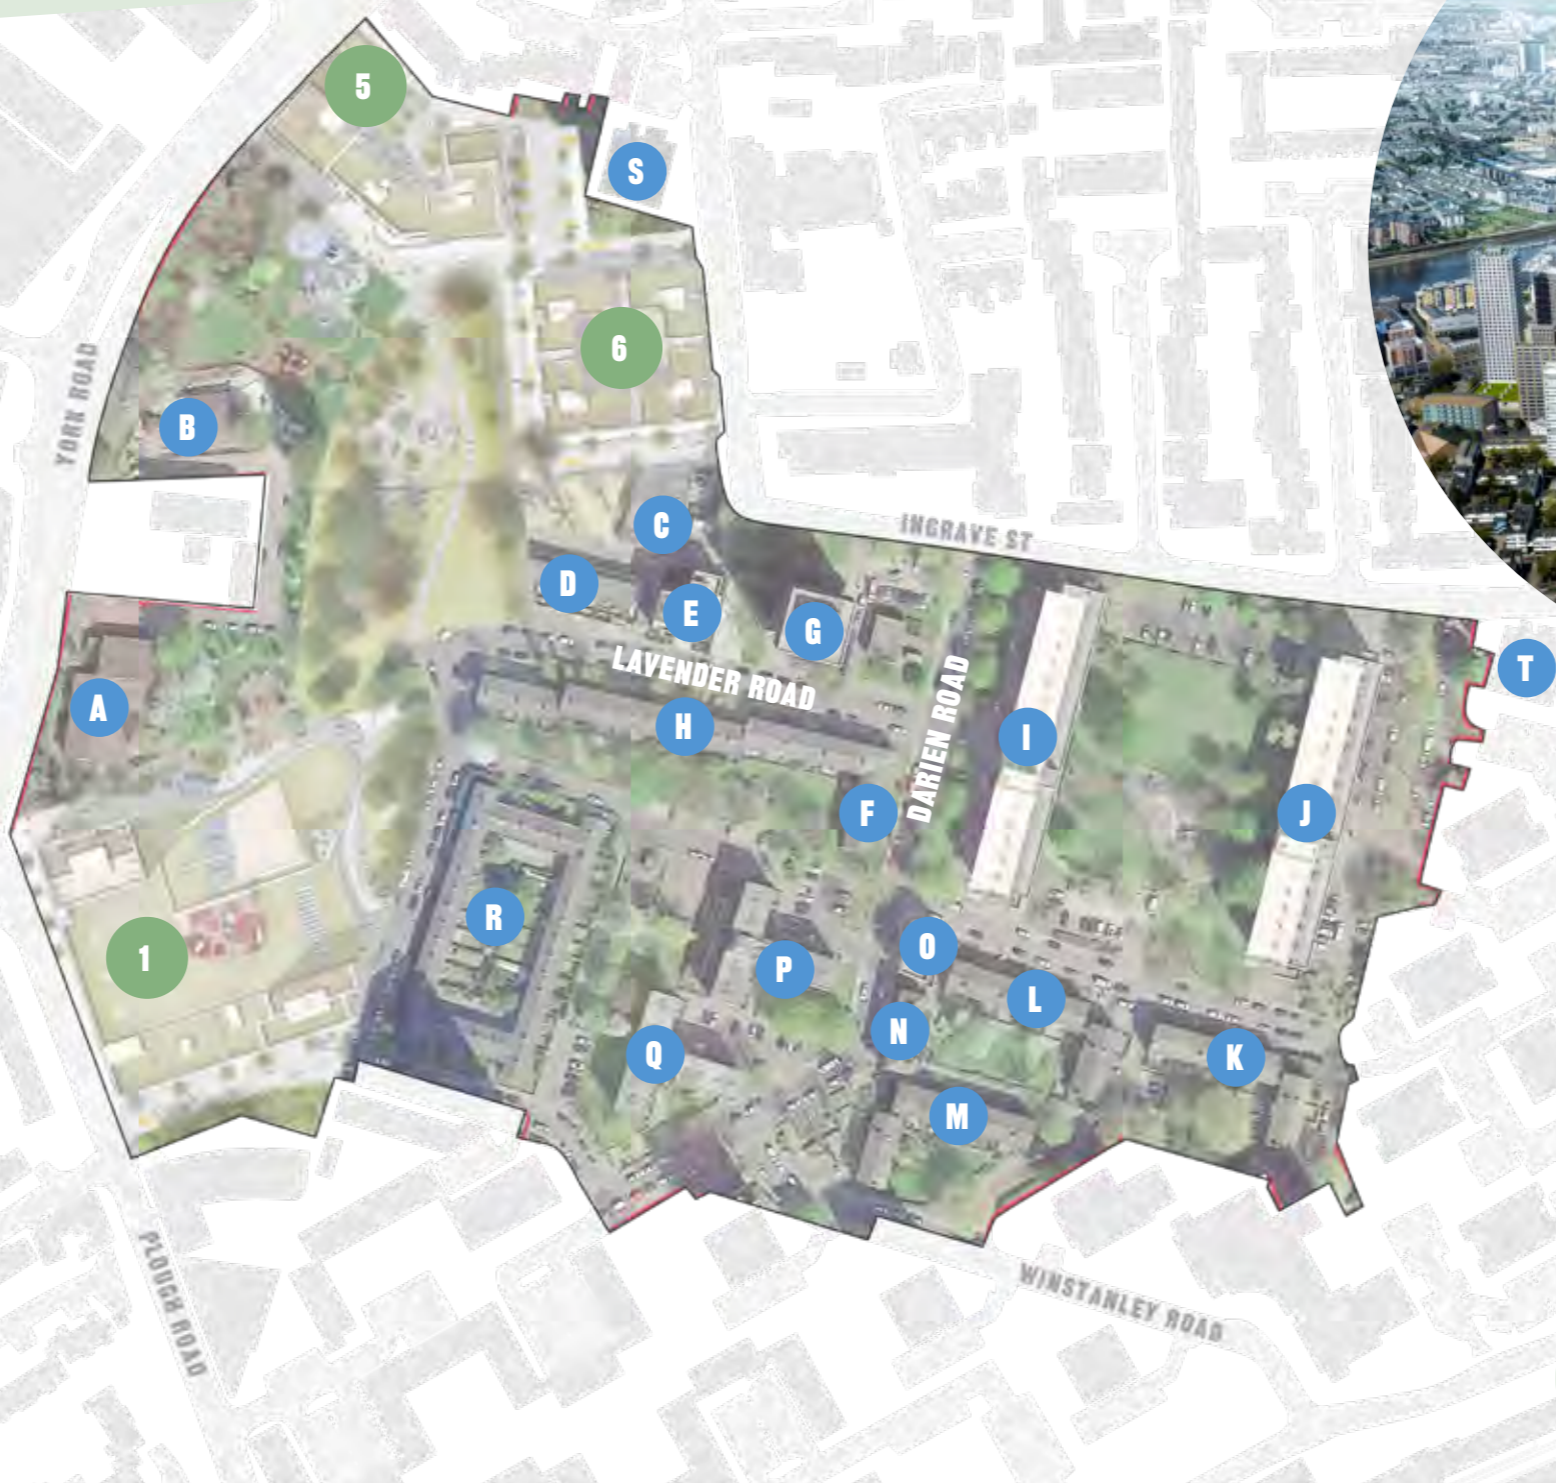 5
S
6
YORK ROAD
B
C
INGRAVE ST
D
E
G
LAVENDER ROAD
T
A
H
DARIEN ROAD
I
F
J
R
O
1
P
L
N
Q
K
M
PLOUGH ROAD
WINSTANLEY ROAD